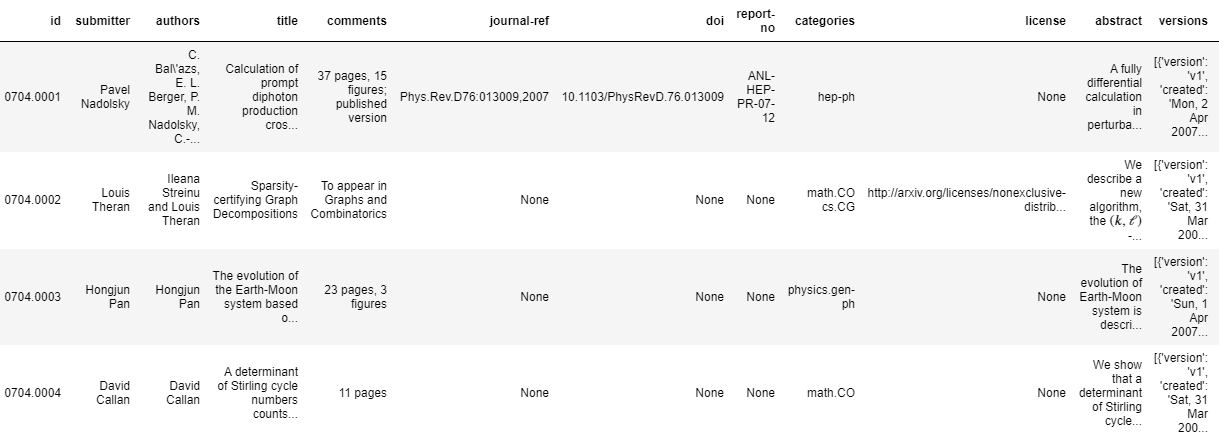 id
submitter
authors
title
comments
journal-ref
doi
report-
no
categories
license
abstract
versions
0704.0001
Pavel
Nadolsky
C.
Bal\'azs,
E. L.
Berger, P.
M.
Nadolsky,
C.-...
Calculation of
prompt
diphoton
production
cros...
37 pages, 15
figures;
published
version
Phys.Rev.D76:013009,2007
10.1103/PhysRevD.76.013009
ANL-
HEP-
PR-07-
12
hep-ph
None
A fully
differential
calculation
in
perturba...
[{'version':
'v1',
'created':
'Mon, 2
Apr
2007...
0704.0002
Louis
Theran
Ileana
Streinu
and Louis
Theran
Sparsity-
certifying Graph
Decompositions
To appear in
Graphs and
Combinatorics
None
None
None
math.CO
cs.CG
http://arxiv.org/licenses/nonexclusive-
distrib...
We
describe a
new
algorithm,
the (k, ℓ)
-...
[{'version':
'v1',
'created':
'Sat, 31
Mar
200...
0704.0003
Hongjun
Pan
Hongjun
Pan
The evolution of
the Earth-Moon
system based
o...
23 pages, 3
figures
None
None
None
physics.gen-
ph
None
The
evolution of
Earth-Moon
system is
descri...
[{'version':
'v1',
'created':
'Sun, 1
Apr
2007...
0704.0004
David
Callan
David
Callan
A determinant
of Stirling cycle
numbers
counts...
11 pages
None
None
None
math.CO
None
We show
that a
determinant
of Stirling
cycle...
[{'version':
'v1',
'created':
'Sat, 31
Mar
200...